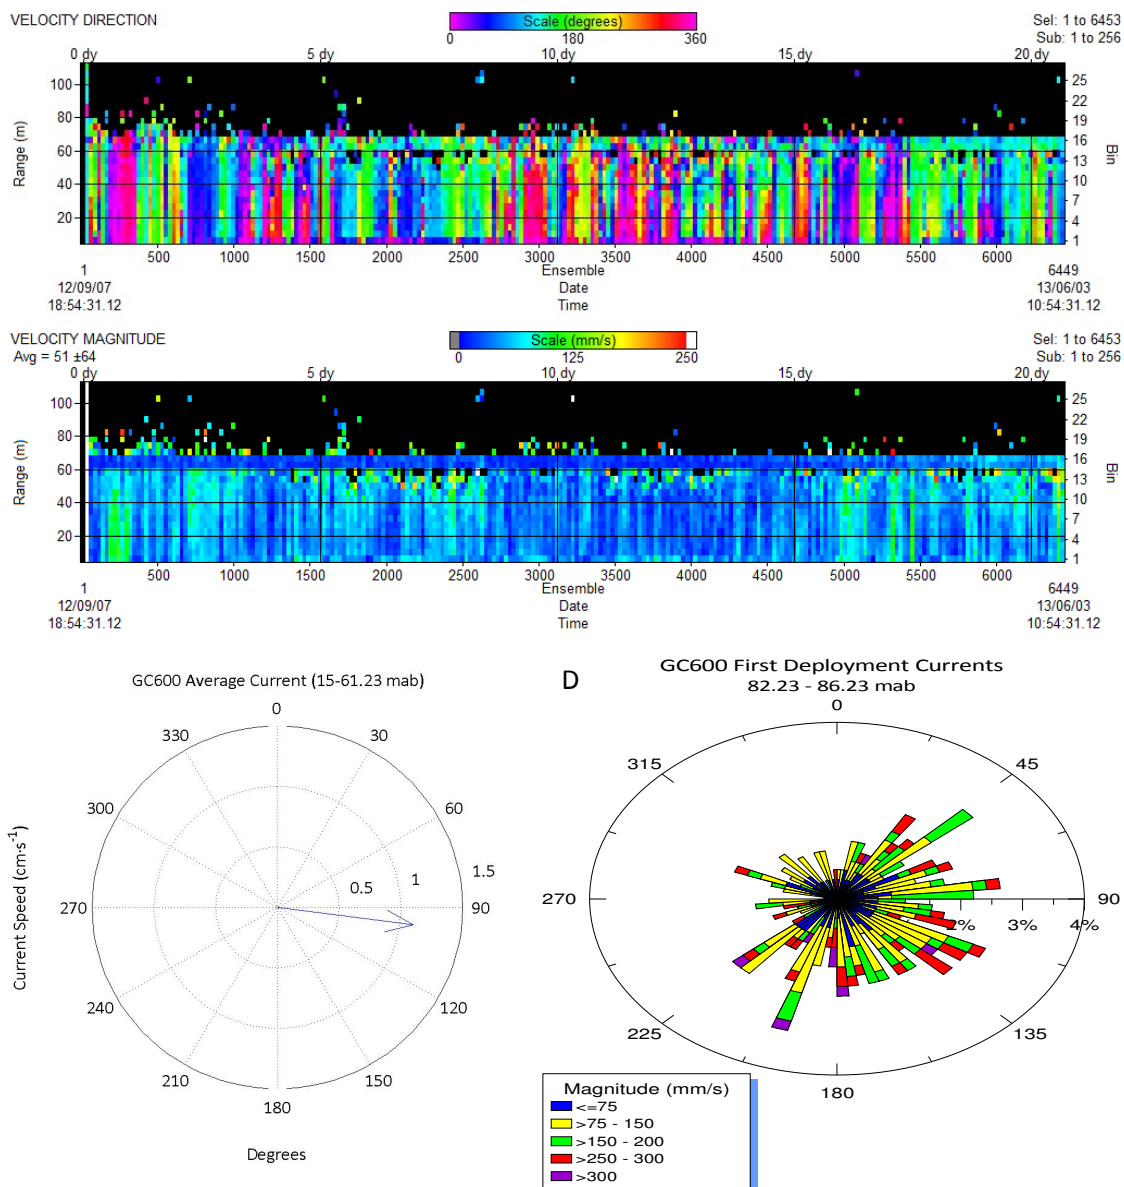 VELOCITY DIRECTION
Scale (degrees)
0 180 360
Sel: 1 to 6453
Sub: 1 to 256
0 dy 5 dy 10 dy 15 dy 20 dy
Range (m)
100
80
60
40
20
25
22
19
16
13
10
7
4
1
Bin
500 1000 1500 2000 2500 3000 3500 4000 4500 5000 5500 6000
1 Ensemble 6449
12/09/07 Date 13/06/03
18:54:31.12 Time 10:54:31.12
VELOCITY MAGNITUDE
Avg = 51 ±64
Scale (mm/s)
0 125 250
Sel: 1 to 6453
Sub: 1 to 256
0 dy 5 dy 10 dy 15 dy 20 dy
Range (m)
100
80
60
40
20
25
22
19
16
13
10
7
4
1
Bin
500 1000 1500 2000 2500 3000 3500 4000 4500 5000 5500 6000
1 Ensemble 6449
12/09/07 Date 13/06/03
18:54:31.12 Time 10:54:31.12
GC600 Average Current (15-61.23 mab)
0
330 30
300 60
0.5 1 1.5
270 90
240 120
210 150
180
Current Speed (cm·s-1)
Degrees
D
GC600 First Deployment Currents
82.23 - 86.23 mab
0
315 45
270 90
2% 3% 4%
225 135
180
Magnitude (mm/s)
<=75
>75 - 150
>150 - 200
>250 - 300
>300